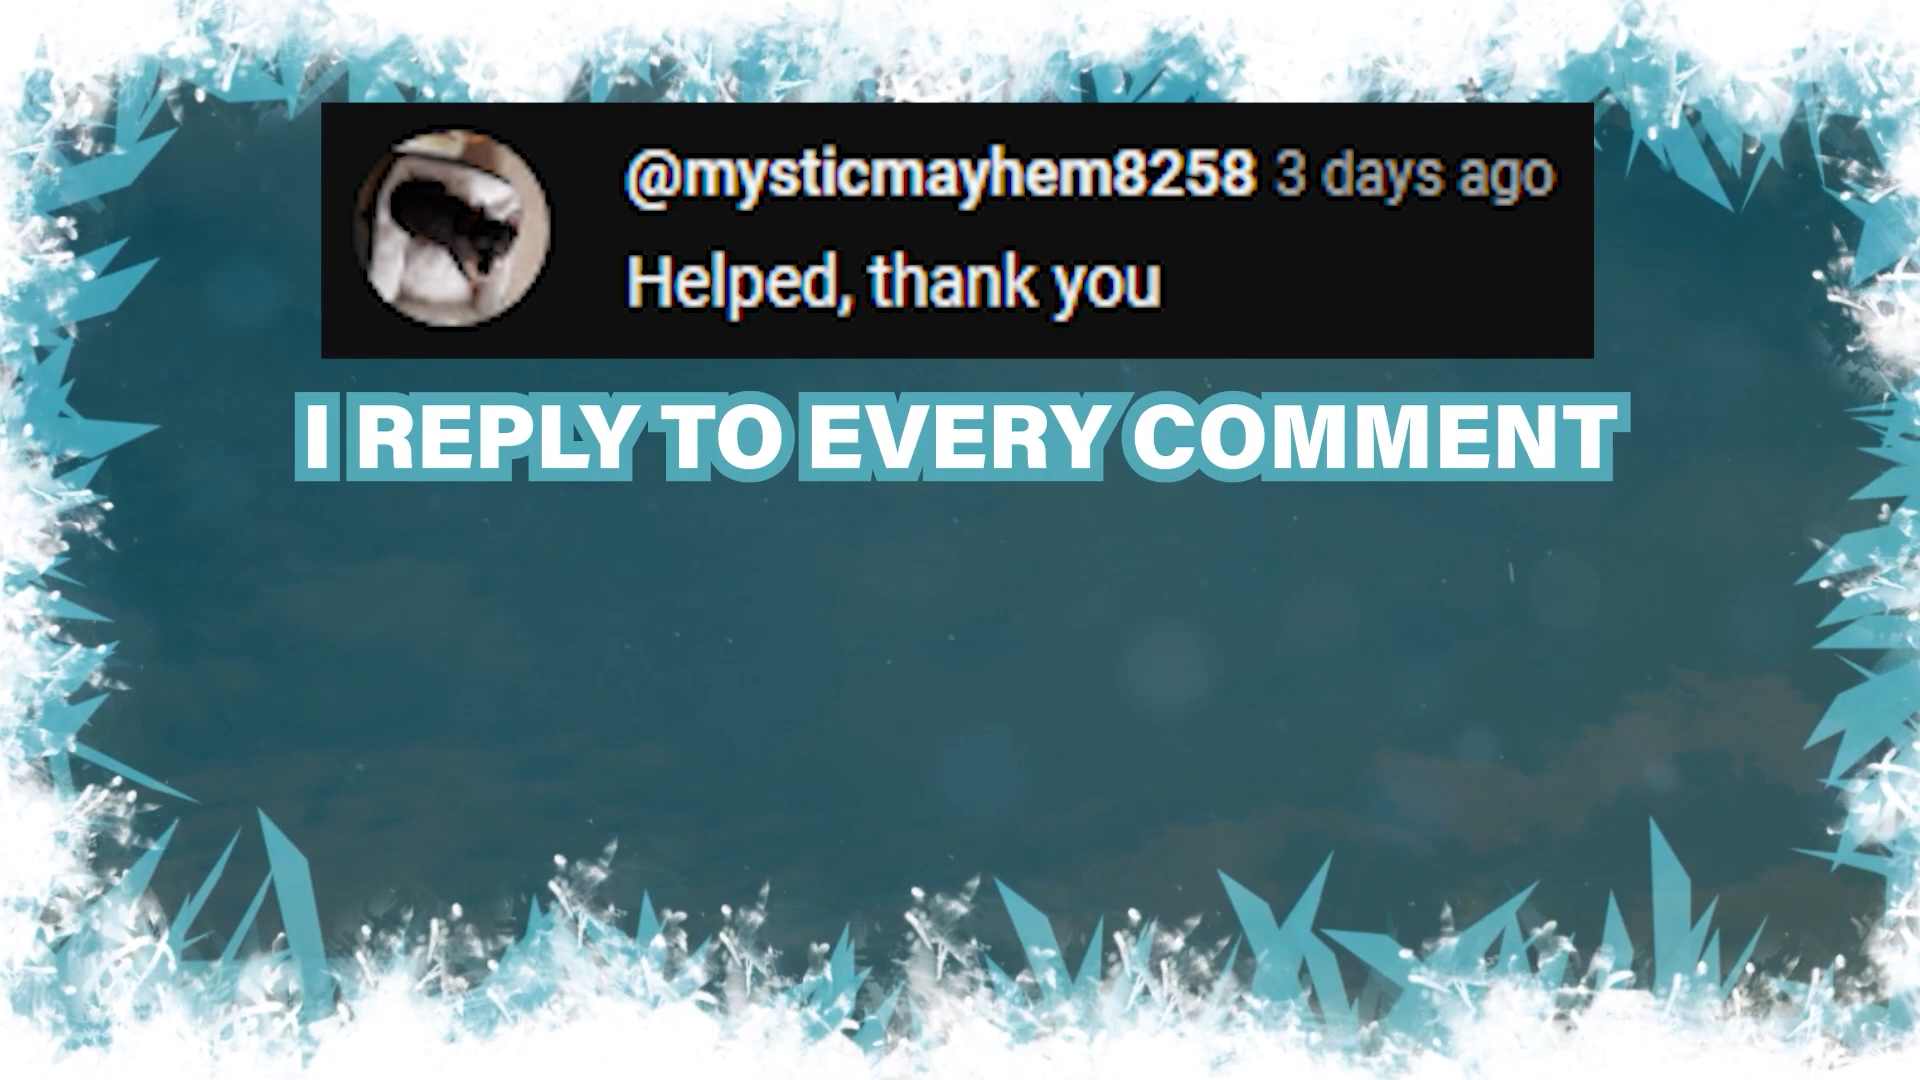 @mysticmayhem8258 3 days ago
Helped, thank you
I REPLY TO EVERY COMMENT